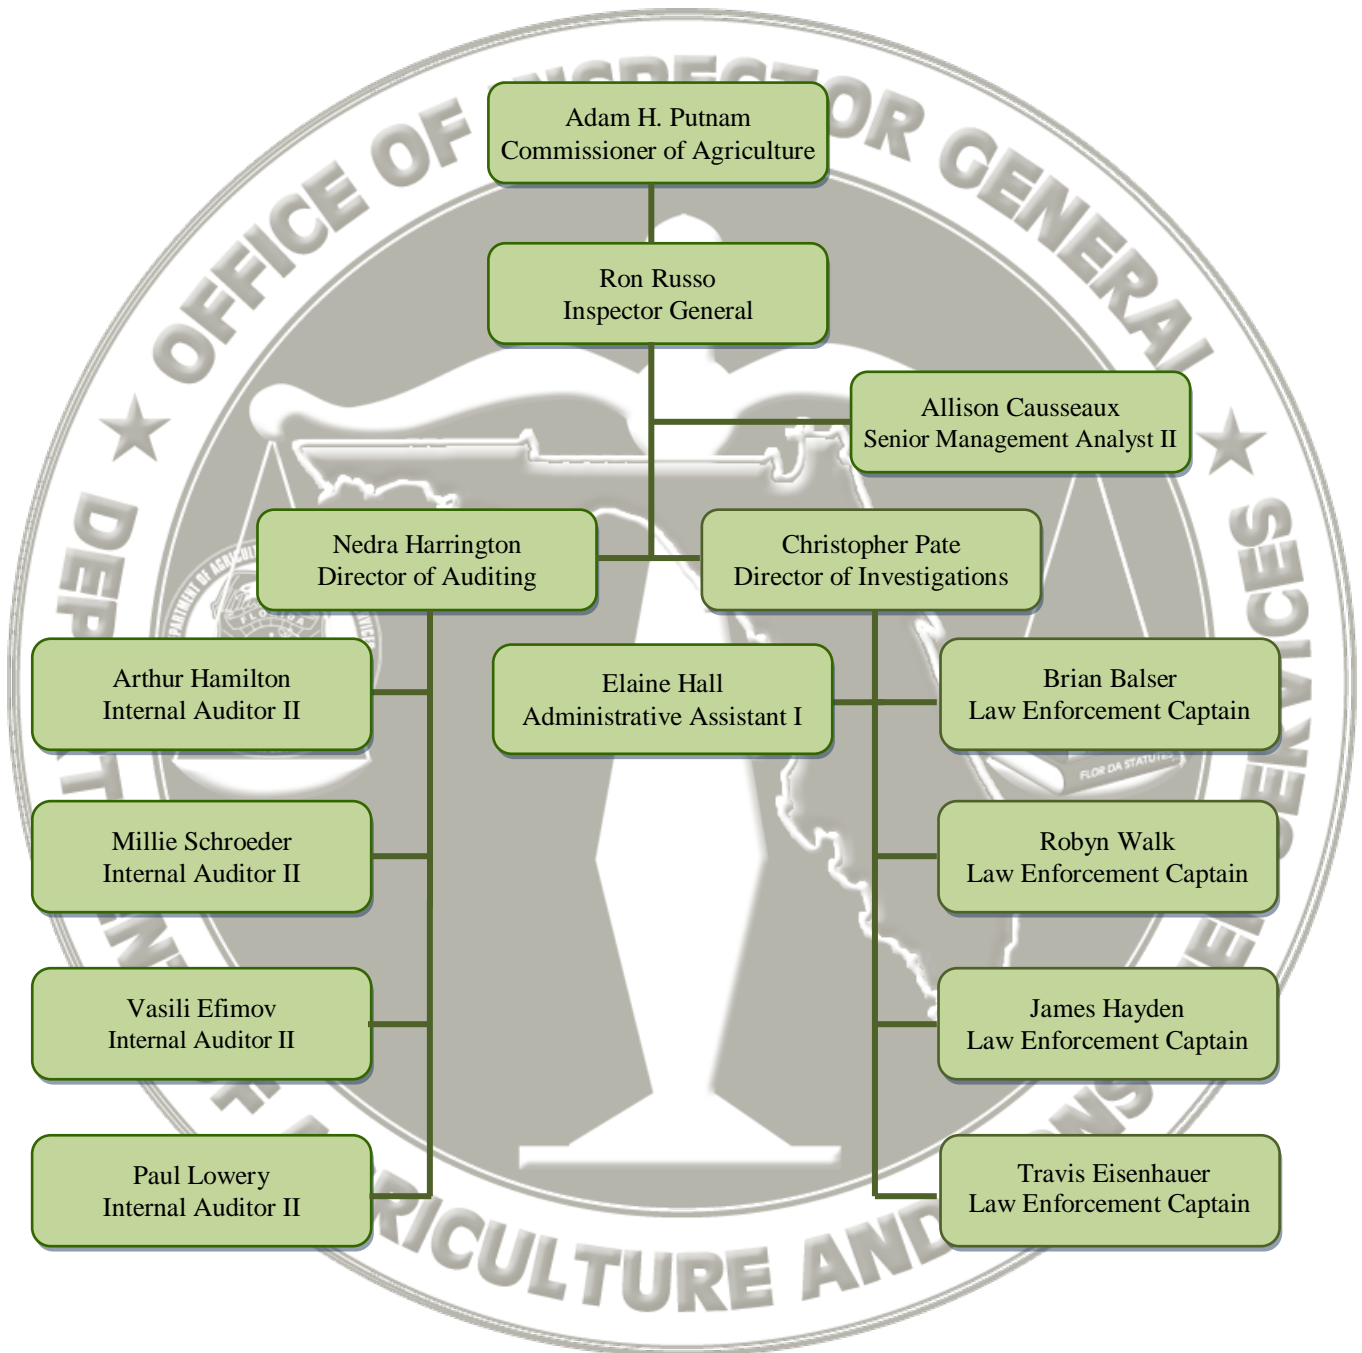 Adam H. Putnam
Commissioner of Agriculture
Ron Russo
Inspector General
Allison Causseaux
Senior Management Analyst II
Nedra Harrington
Director of Auditing
Christopher Pate
Director of Investigations
Arthur Hamilton
Internal Auditor II
Elaine Hall
Administrative Assistant I
Brian Balser
Law Enforcement Captain
Millie Schroeder
Internal Auditor II
Robyn Walk
Law Enforcement Captain
Vasili Efimov
Internal Auditor II
James Hayden
Law Enforcement Captain
Paul Lowery
Internal Auditor II
Travis Eisenhauer
Law Enforcement Captain
OFFICE OF INSPECTOR GENERAL
AGRICULTURE AND
FLORIDA
STATUTES